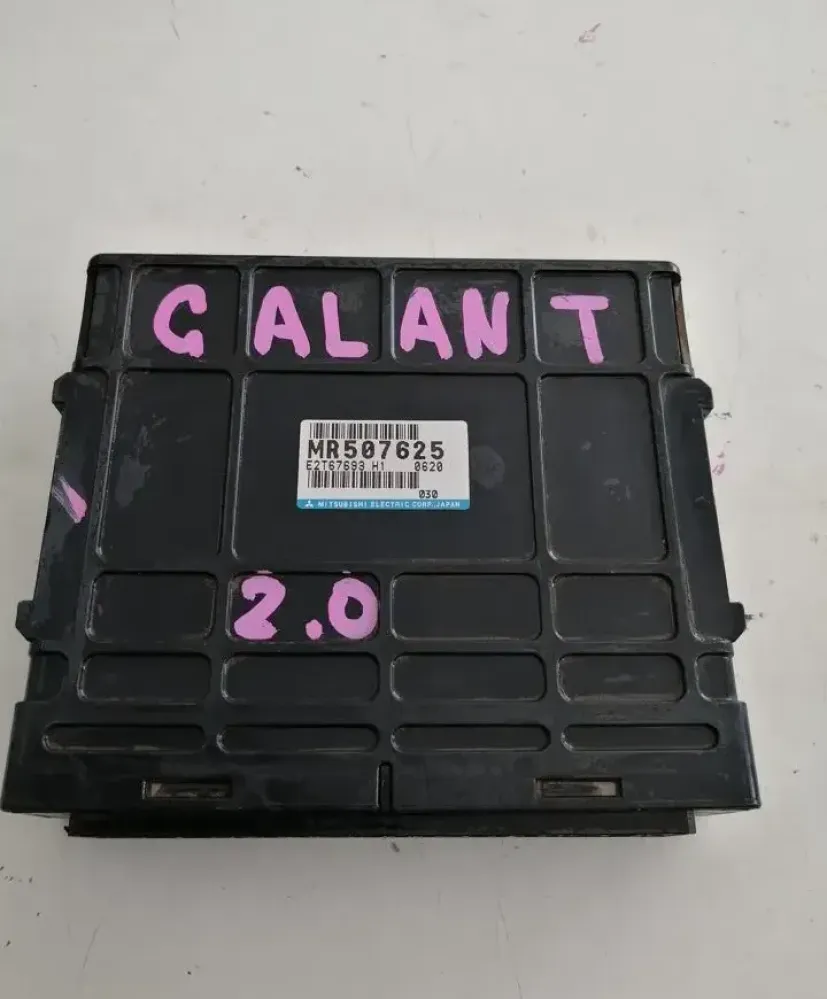 GALANT
MR507625
E2T67693 H1 0620
030
MITSUBISHI ELECTRIC CORP. JAPAN
2.0